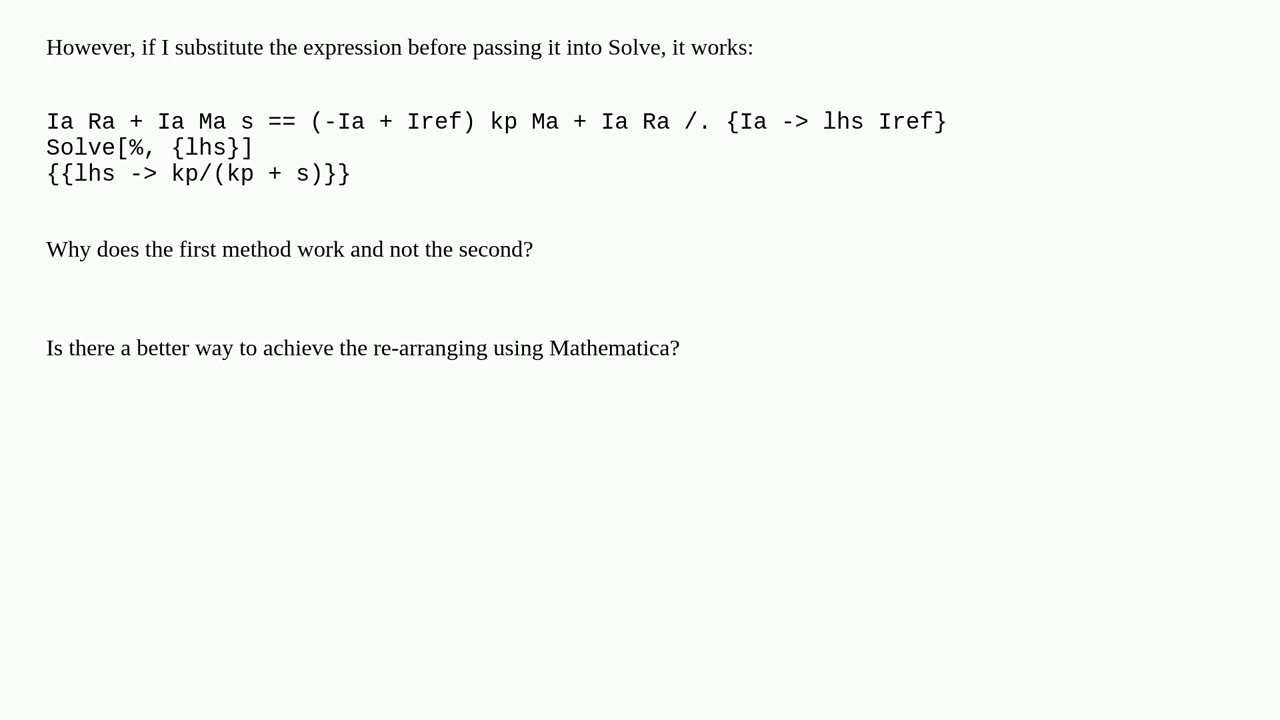 However, if I substitute the expression before passing it into Solve, it works:
Ia Ra + Ia Ma s == (-Ia + Iref) kp Ma + Ia Ra /. {Ia -> lhs Iref}
Solve[%, {lhs}]
{{lhs -> kp/(kp + s)}}
Why does the first method work and not the second?
Is there a better way to achieve the re-arranging using Mathematica?